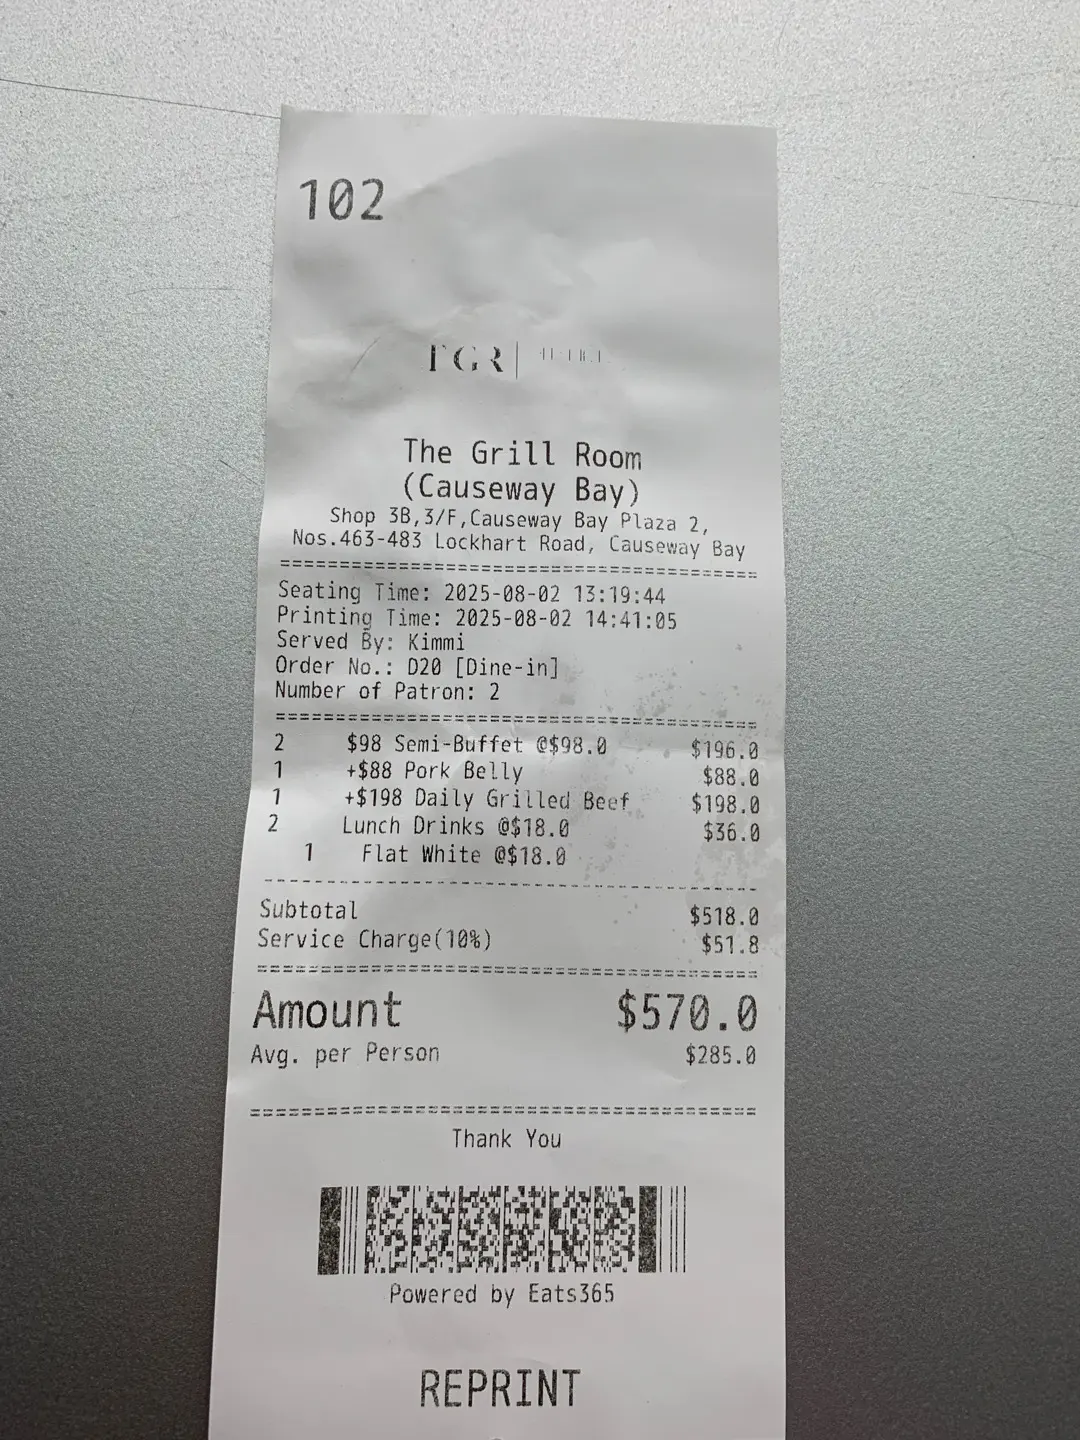 102
TGR
The Grill Room
(Causeway Bay)
Shop 3B,3/F,Causeway Bay Plaza 2,
Nos.463-483 Lockhart Road, Causeway Bay
Seating Time: 2025-08-02 13:19:44
Printing Time: 2025-08-02 14:41:05
Served By: Kimmi
Order No.: D20 [Dine-in]
Number of Patron: 2
2 $98 Semi-Buffet @$98.0 $196.0
1 +$88 Pork Belly $88.0
1 +$198 Daily Grilled Beef $198.0
2 Lunch Drinks @$18.0 $36.0
1 Flat White @$18.0
Subtotal $518.0
Service Charge(10%) $51.8
Amount $570.0
Avg. per Person $285.0
Thank You
Powered by Eats365
REPRINT